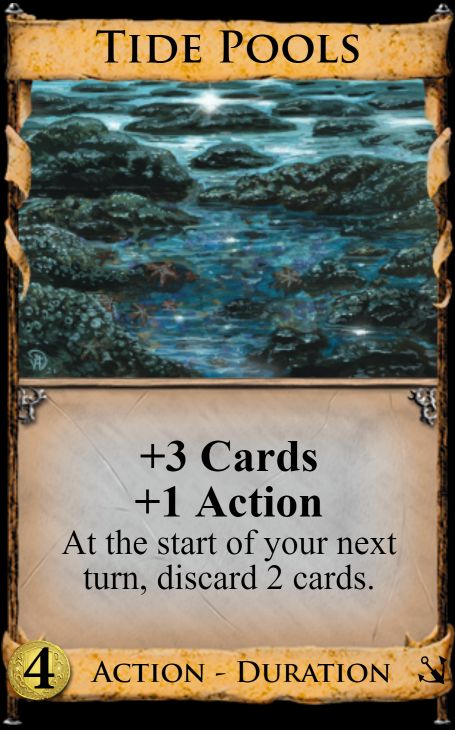 TIDE POOLS
+3 Cards
+1 Action
At the start of your next
turn, discard 2 cards.
4
ACTION - DURATION